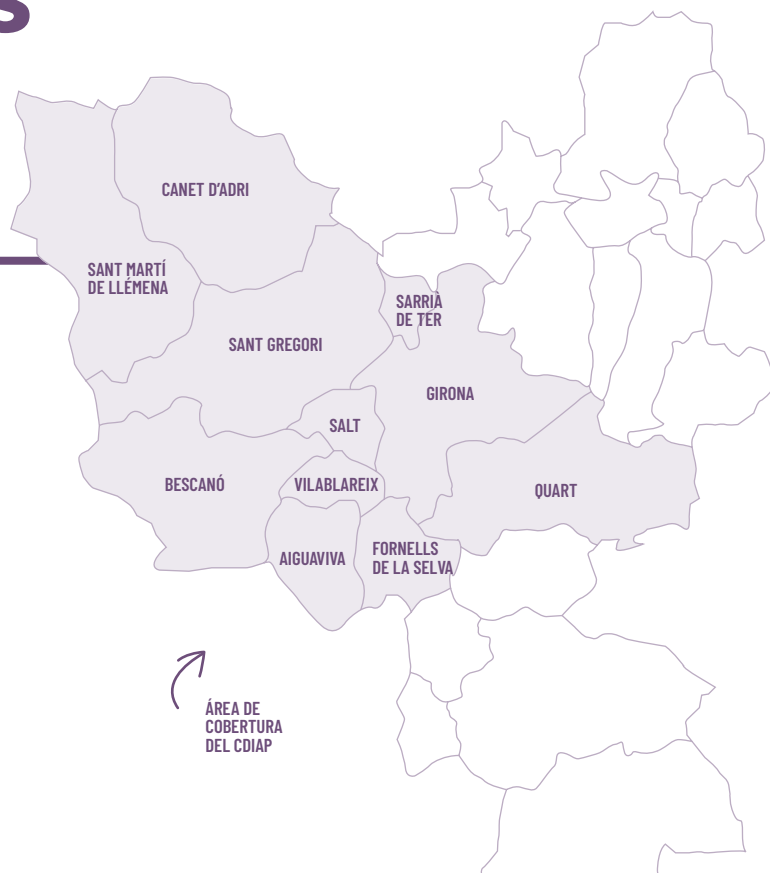 S
CANET D'ADRI
SANT MARTÍ
DE LLÉMENA
SARRIÀ
DE TER
SANT GREGORI
GIRONA
SALT
BESCANÓ
VILABLAREIX
QUART
AIGUAVIVA
FORNELLS
DE LA SELVA
ÁREA DE
COBERTURA
DEL CDIAP